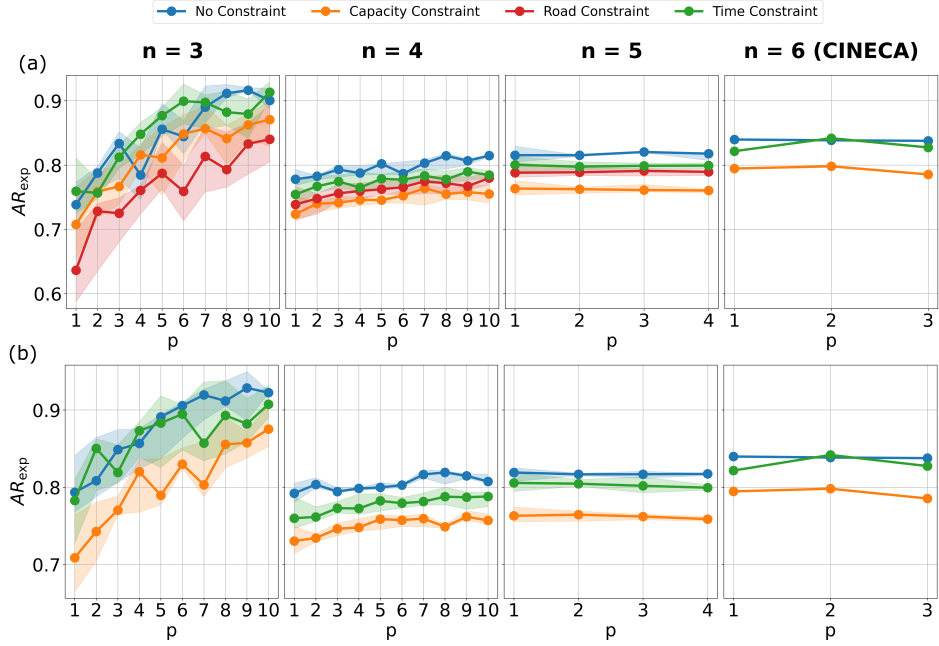 No Constraint Capacity Constraint Road Constraint Time Constraint
n = 3 n = 4 n = 5 n = 6 (CINECA)
(a)
0.9
0.8
0.7
0.6
AR_exp
1 2 3 4 5 6 7 8 9 10 1 2 3 4 5 6 7 8 9 10 1 2 3 4 1 2 3
p p p p
(b)
0.9
0.8
0.7
AR_exp
1 2 3 4 5 6 7 8 9 10 1 2 3 4 5 6 7 8 9 10 1 2 3 4 1 2 3
p p p p